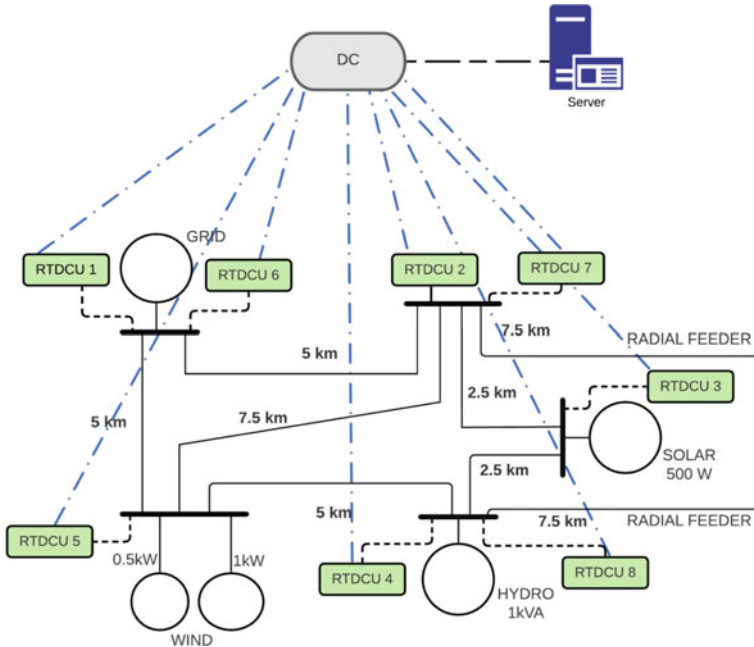 DC
Server
GRID
RTDCU 1
RTDCU 6
RTDCU 2
RTDCU 7
7.5 km
RADIAL FEEDER
5 km
RTDCU 3
2.5 km
5 km
7.5 km
SOLAR
500 W
2.5 km
5 km
7.5 km
RADIAL FEEDER
RTDCU 5
0.5kW
1kW
RTDCU 4
RTDCU 8
HYDRO
1kVA
WIND